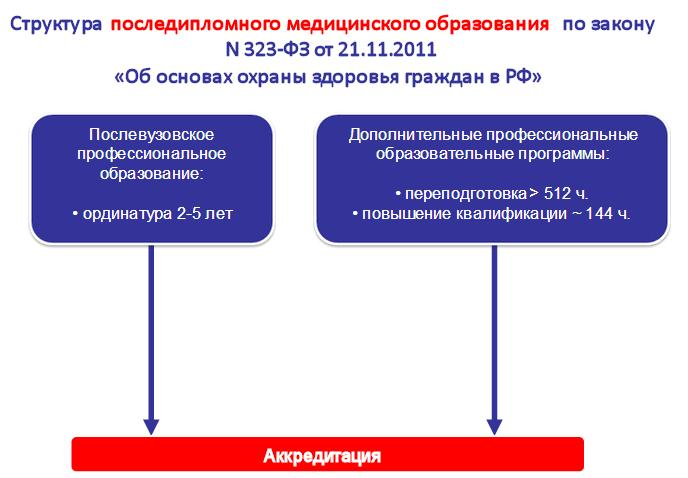 Структура последипломного медицинского образования по закону
N 323-ФЗ от 21.11.2011
«Об основах охраны здоровья граждан в РФ»
Послевузовское
профессиональное
образование:
• ординатура 2-5 лет
Дополнительные профессиональные
образовательные программы:
• переподготовка > 512 ч.
• повышение квалификации ~ 144 ч.
Аккредитация